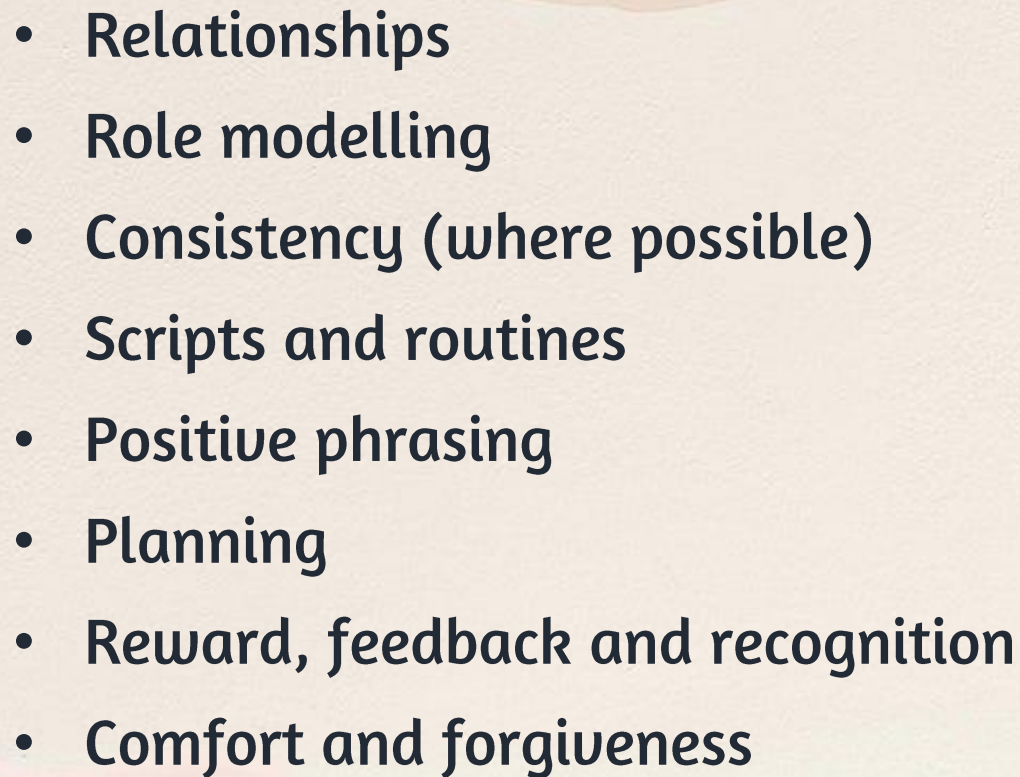 • Relationships
• Role modelling
• Consistency (where possible)
• Scripts and routines
• Positive phrasing
• Planning
• Reward, feedback and recognition
• Comfort and forgiveness